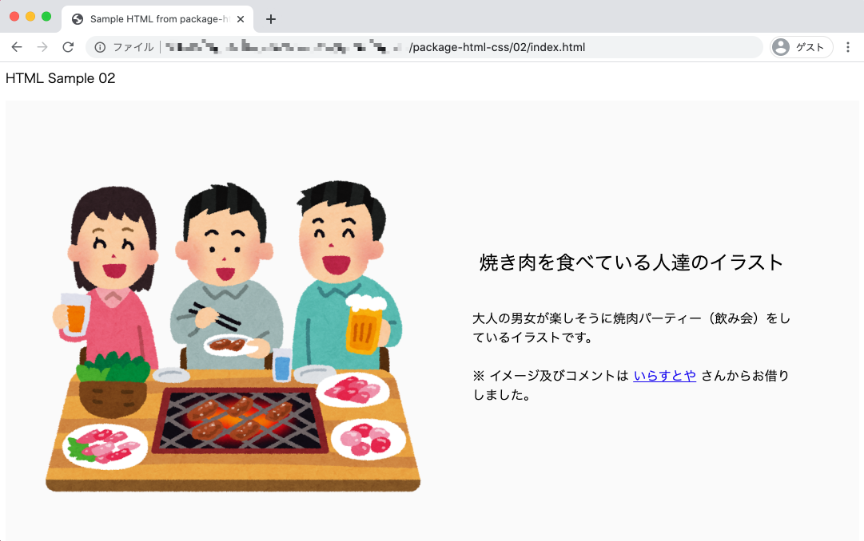 Sample HTML from package-h
ファイル
/package-html-css/02/index.html
ゲスト
HTML Sample 02
焼き肉を食べている人達のイラスト
大人の男女が楽しそうに焼肉パーティー（飲み会）をし
ているイラストです。
※ イメージ及びコメントは いらすとや さんからお借り
しました。